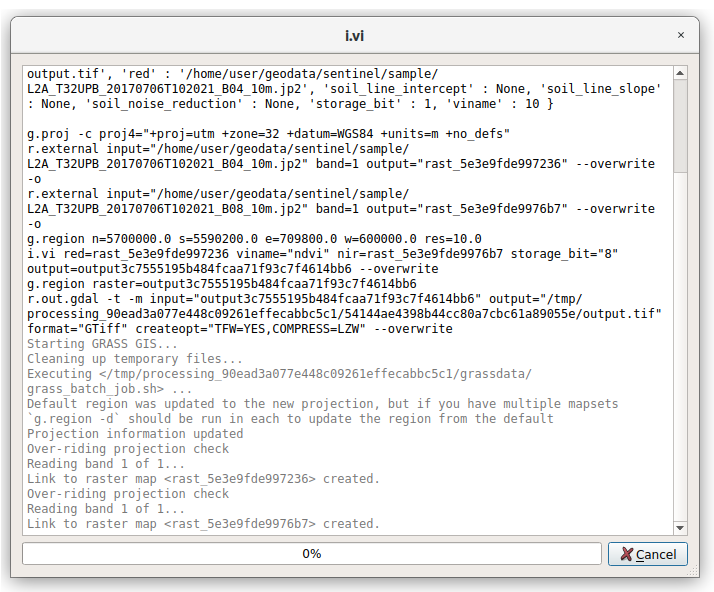 i.vi
×
output.tif', 'red' : '/home/user/geodata/sentinel/sample/
L2A_T32UPB_20170706T102021_B04_10m.jp2', 'soil_line_intercept' : None, 'soil_line_slope'
: None, 'soil_noise_reduction' : None, 'storage_bit' : 1, 'viname' : 10 }
g.proj -c proj4="+proj=utm +zone=32 +datum=WGS84 +units=m +no_defs"
r.external input="/home/user/geodata/sentinel/sample/
L2A_T32UPB_20170706T102021_B04_10m.jp2" band=1 output="rast_5e3e9fde997236" --overwrite
-o
r.external input="/home/user/geodata/sentinel/sample/
L2A_T32UPB_20170706T102021_B08_10m.jp2" band=1 output="rast_5e3e9fde9976b7" --overwrite
-o
g.region n=5700000.0 s=5590200.0 e=709800.0 w=600000.0 res=10.0
i.vi red=rast_5e3e9fde997236 viname="ndvi" nir=rast_5e3e9fde9976b7 storage_bit="8"
output=output3c7555195b484fcaa71f93c7f4614bb6 --overwrite
g.region raster=output3c7555195b484fcaa71f93c7f4614bb6
r.out.gdal -t -m input="output3c7555195b484fcaa71f93c7f4614bb6" output="/tmp/
processing_90ead3a077e448c09261effecabbc5c1/54144ae4398b44cc80a7cbc61a89055e/output.tif"
format="GTiff" createopt="TFW=YES,COMPRESS=LZW" --overwrite
Starting GRASS GIS...
Cleaning up temporary files...
Executing </tmp/processing_90ead3a077e448c09261effecabbc5c1/grassdata/
grass_batch_job.sh> ...
Default region was updated to the new projection, but if you have multiple mapsets
`g.region -d` should be run in each to update the region from the default
Projection information updated
Over-riding projection check
Reading band 1 of 1...
Link to raster map <rast_5e3e9fde997236> created.
Over-riding projection check
Reading band 1 of 1...
Link to raster map <rast_5e3e9fde9976b7> created.
0%
Cancel